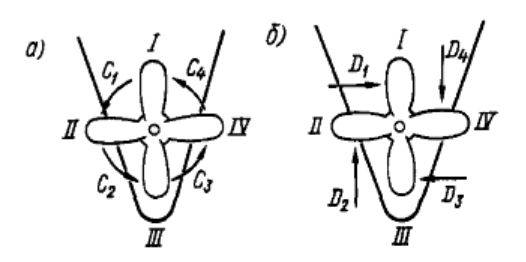 а) I б) I
C₁ C₄ D₁ D₄
II IV II IV
C₂ C₃ D₂ D₃
III III